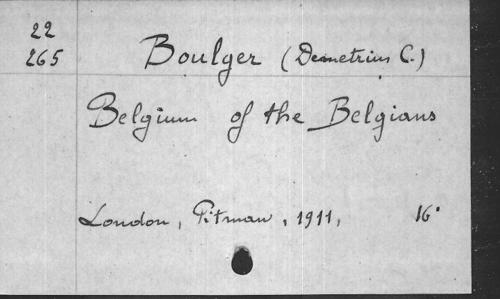 22
265
Boulger (Demetrius C.)
Belgium of the Belgians
London, Pitman, 1911, 16°